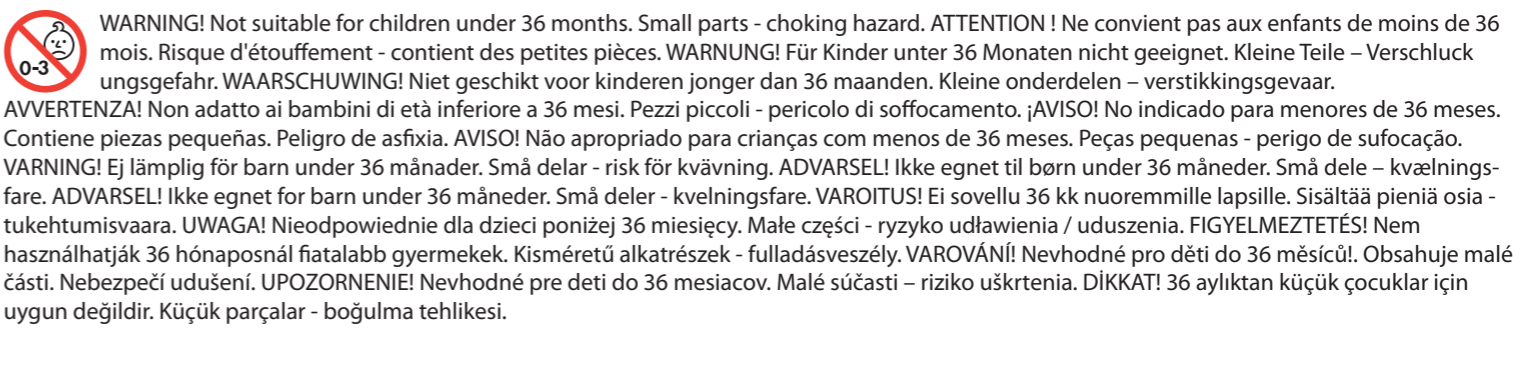 WARNING! Not suitable for children under 36 months. Small parts - choking hazard. ATTENTION ! Ne convient pas aux enfants de moins de 36
mois. Risque d'étouffement - contient des petites pièces. WARNUNG! Für Kinder unter 36 Monaten nicht geeignet. Kleine Teile – Verschluck
0-3
ungsgefahr. WAARSCHUWING! Niet geschikt voor kinderen jonger dan 36 maanden. Kleine onderdelen – verstikkingsgevaar.
AVVERTENZA! Non adatto ai bambini di età inferiore a 36 mesi. Pezzi piccoli - pericolo di soffocamento. ¡AVISO! No indicado para menores de 36 meses.
Contiene piezas pequeñas. Peligro de asfixia. AVISO! Não apropriado para crianças com menos de 36 meses. Peças pequenas - perigo de sufocação.
VARNING! Ej lämplig för barn under 36 månader. Små delar - risk för kvävning. ADVARSEL! Ikke egnet til børn under 36 måneder. Små dele – kvælnings-
fare. ADVARSEL! Ikke egnet for barn under 36 måneder. Små deler - kvelningsfare. VAROITUS! Ei sovellu 36 kk nuoremmille lapsille. Sisältää pieniä osia -
tukehtumisvaara. UWAGA! Nieodpowiednie dla dzieci poniżej 36 miesięcy. Małe części - ryzyko udławienia / uduszenia. FIGYELMEZTETÉS! Nem
használhatják 36 hónaposnál fiatalabb gyermekek. Kisméretű alkatrészek - fulladásveszély. VAROVÁNÍ! Nevhodné pro děti do 36 měsíců!. Obsahuje malé
části. Nebezpečí udušení. UPOZORNENIE! Nevhodné pre deti do 36 mesiacov. Malé súčasti – riziko uškrtenia. DİKKAT! 36 aylıktan küçük çocuklar için
uygun değildir. Küçük parçalar - boğulma tehlikesi.